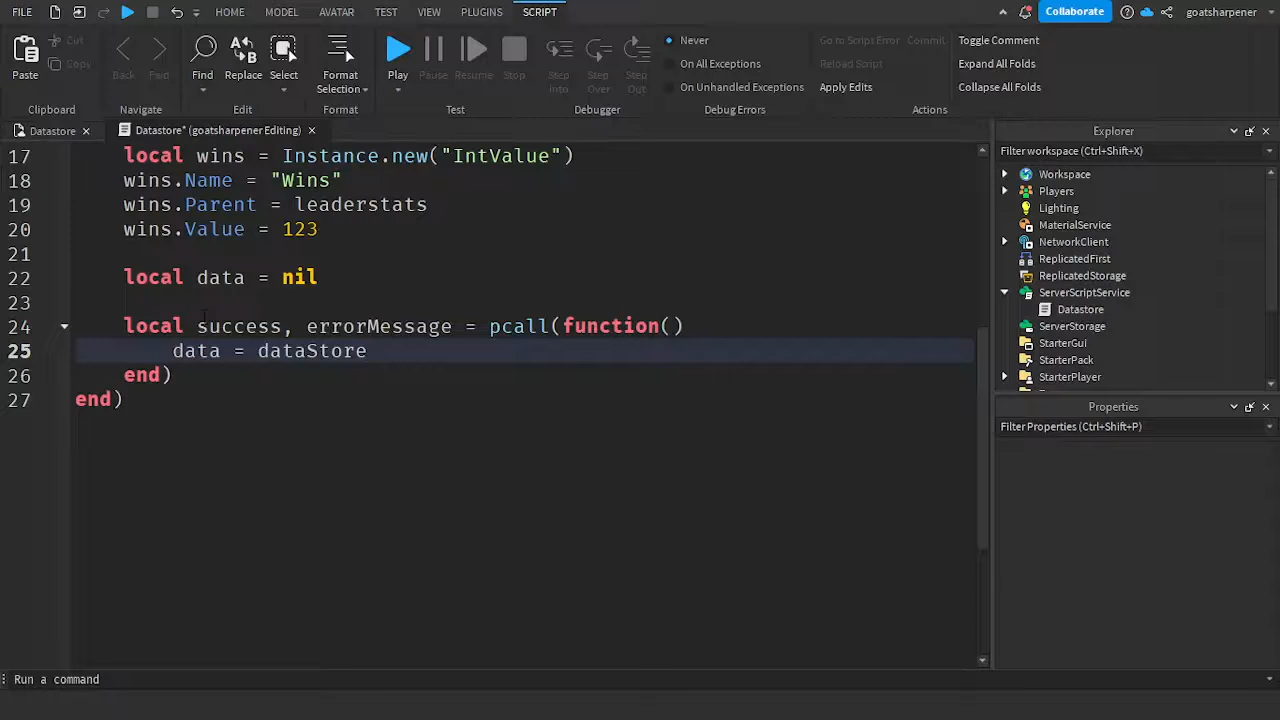 FILE HOME MODEL AVATAR TEST VIEW PLUGINS SCRIPT Collaborate goatsharpener
Paste Cut Copy
Back Fwd
Find Replace Select
Format Selection
Play Pause Resume Stop
Step Into Step Over Step Out
Never
On All Exceptions
On Unhandled Exceptions
Go to Script Error Commit
Reload Script
Apply Edits
Toggle Comment
Expand All Folds
Collapse All Folds
Clipboard Navigate Edit Format Test Debugger Debug Errors Actions
Datastore Datastore* (goatsharpener Editing)
17 local wins = Instance.new("IntValue")
18 wins.Name = "Wins"
19 wins.Parent = leaderstats
20 wins.Value = 123
21
22 local data = nil
23
24 local success, errorMessage = pcall(function()
25 data = dataStore
26 end)
27 end)
Explorer
Filter workspace (Ctrl+Shift+X)
Workspace
Players
Lighting
MaterialService
NetworkClient
ReplicatedFirst
ReplicatedStorage
ServerScriptService
Datastore
ServerStorage
StarterGui
StarterPack
StarterPlayer
Properties
Filter Properties (Ctrl+Shift+P)
Run a command